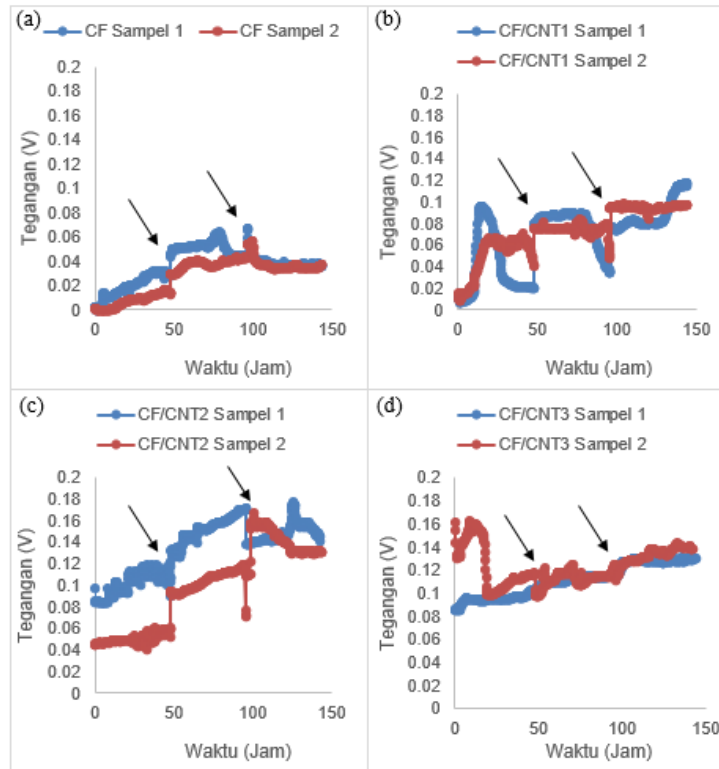 (a)
CF Sampel 1 CF Sampel 2
0.2
0.18
0.16
0.14
0.12
0.1
0.08
0.06
0.04
0.02
0
Tegangan (V)
0 50 100 150
Waktu (Jam)
(b)
CF/CNT1 Sampel 1
CF/CNT1 Sampel 2
0.2
0.18
0.16
0.14
0.12
0.1
0.08
0.06
0.04
0.02
0
Tegangan (V)
0 50 100 150
Waktu (Jam)
(c)
CF/CNT2 Sampel 1
CF/CNT2 Sampel 2
0.2
0.18
0.16
0.14
0.12
0.1
0.08
0.06
0.04
0.02
0
Tegangan (V)
0 50 100 150
Waktu (Jam)
(d)
CF/CNT3 Sampel 1
CF/CNT3 Sampel 2
0.2
0.18
0.16
0.14
0.12
0.1
0.08
0.06
0.04
0.02
0
Tegangan (V)
0 50 100 150
Waktu (Jam)